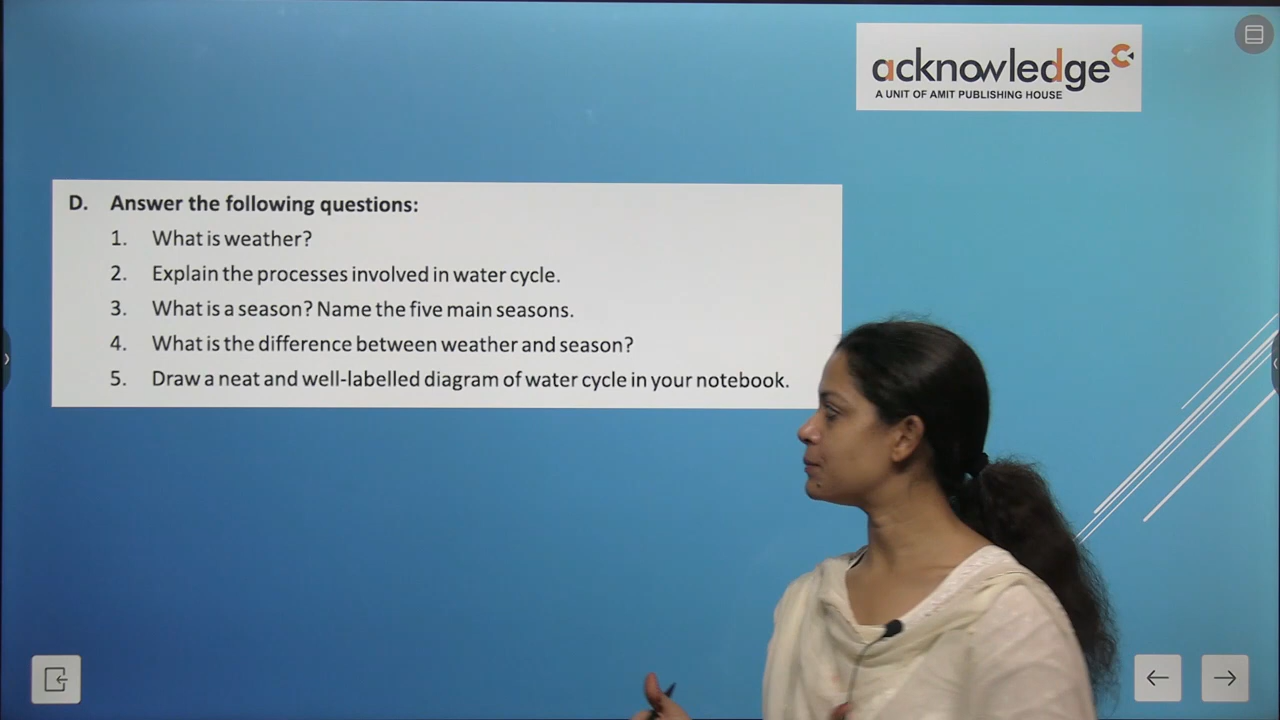 acknowledge
A UNIT OF AMIT PUBLISHING HOUSE
D. Answer the following questions:
1. What is weather?
2. Explain the processes involved in water cycle.
3. What is a season? Name the five main seasons.
4. What is the difference between weather and season?
5. Draw a neat and well-labelled diagram of water cycle in your notebook.